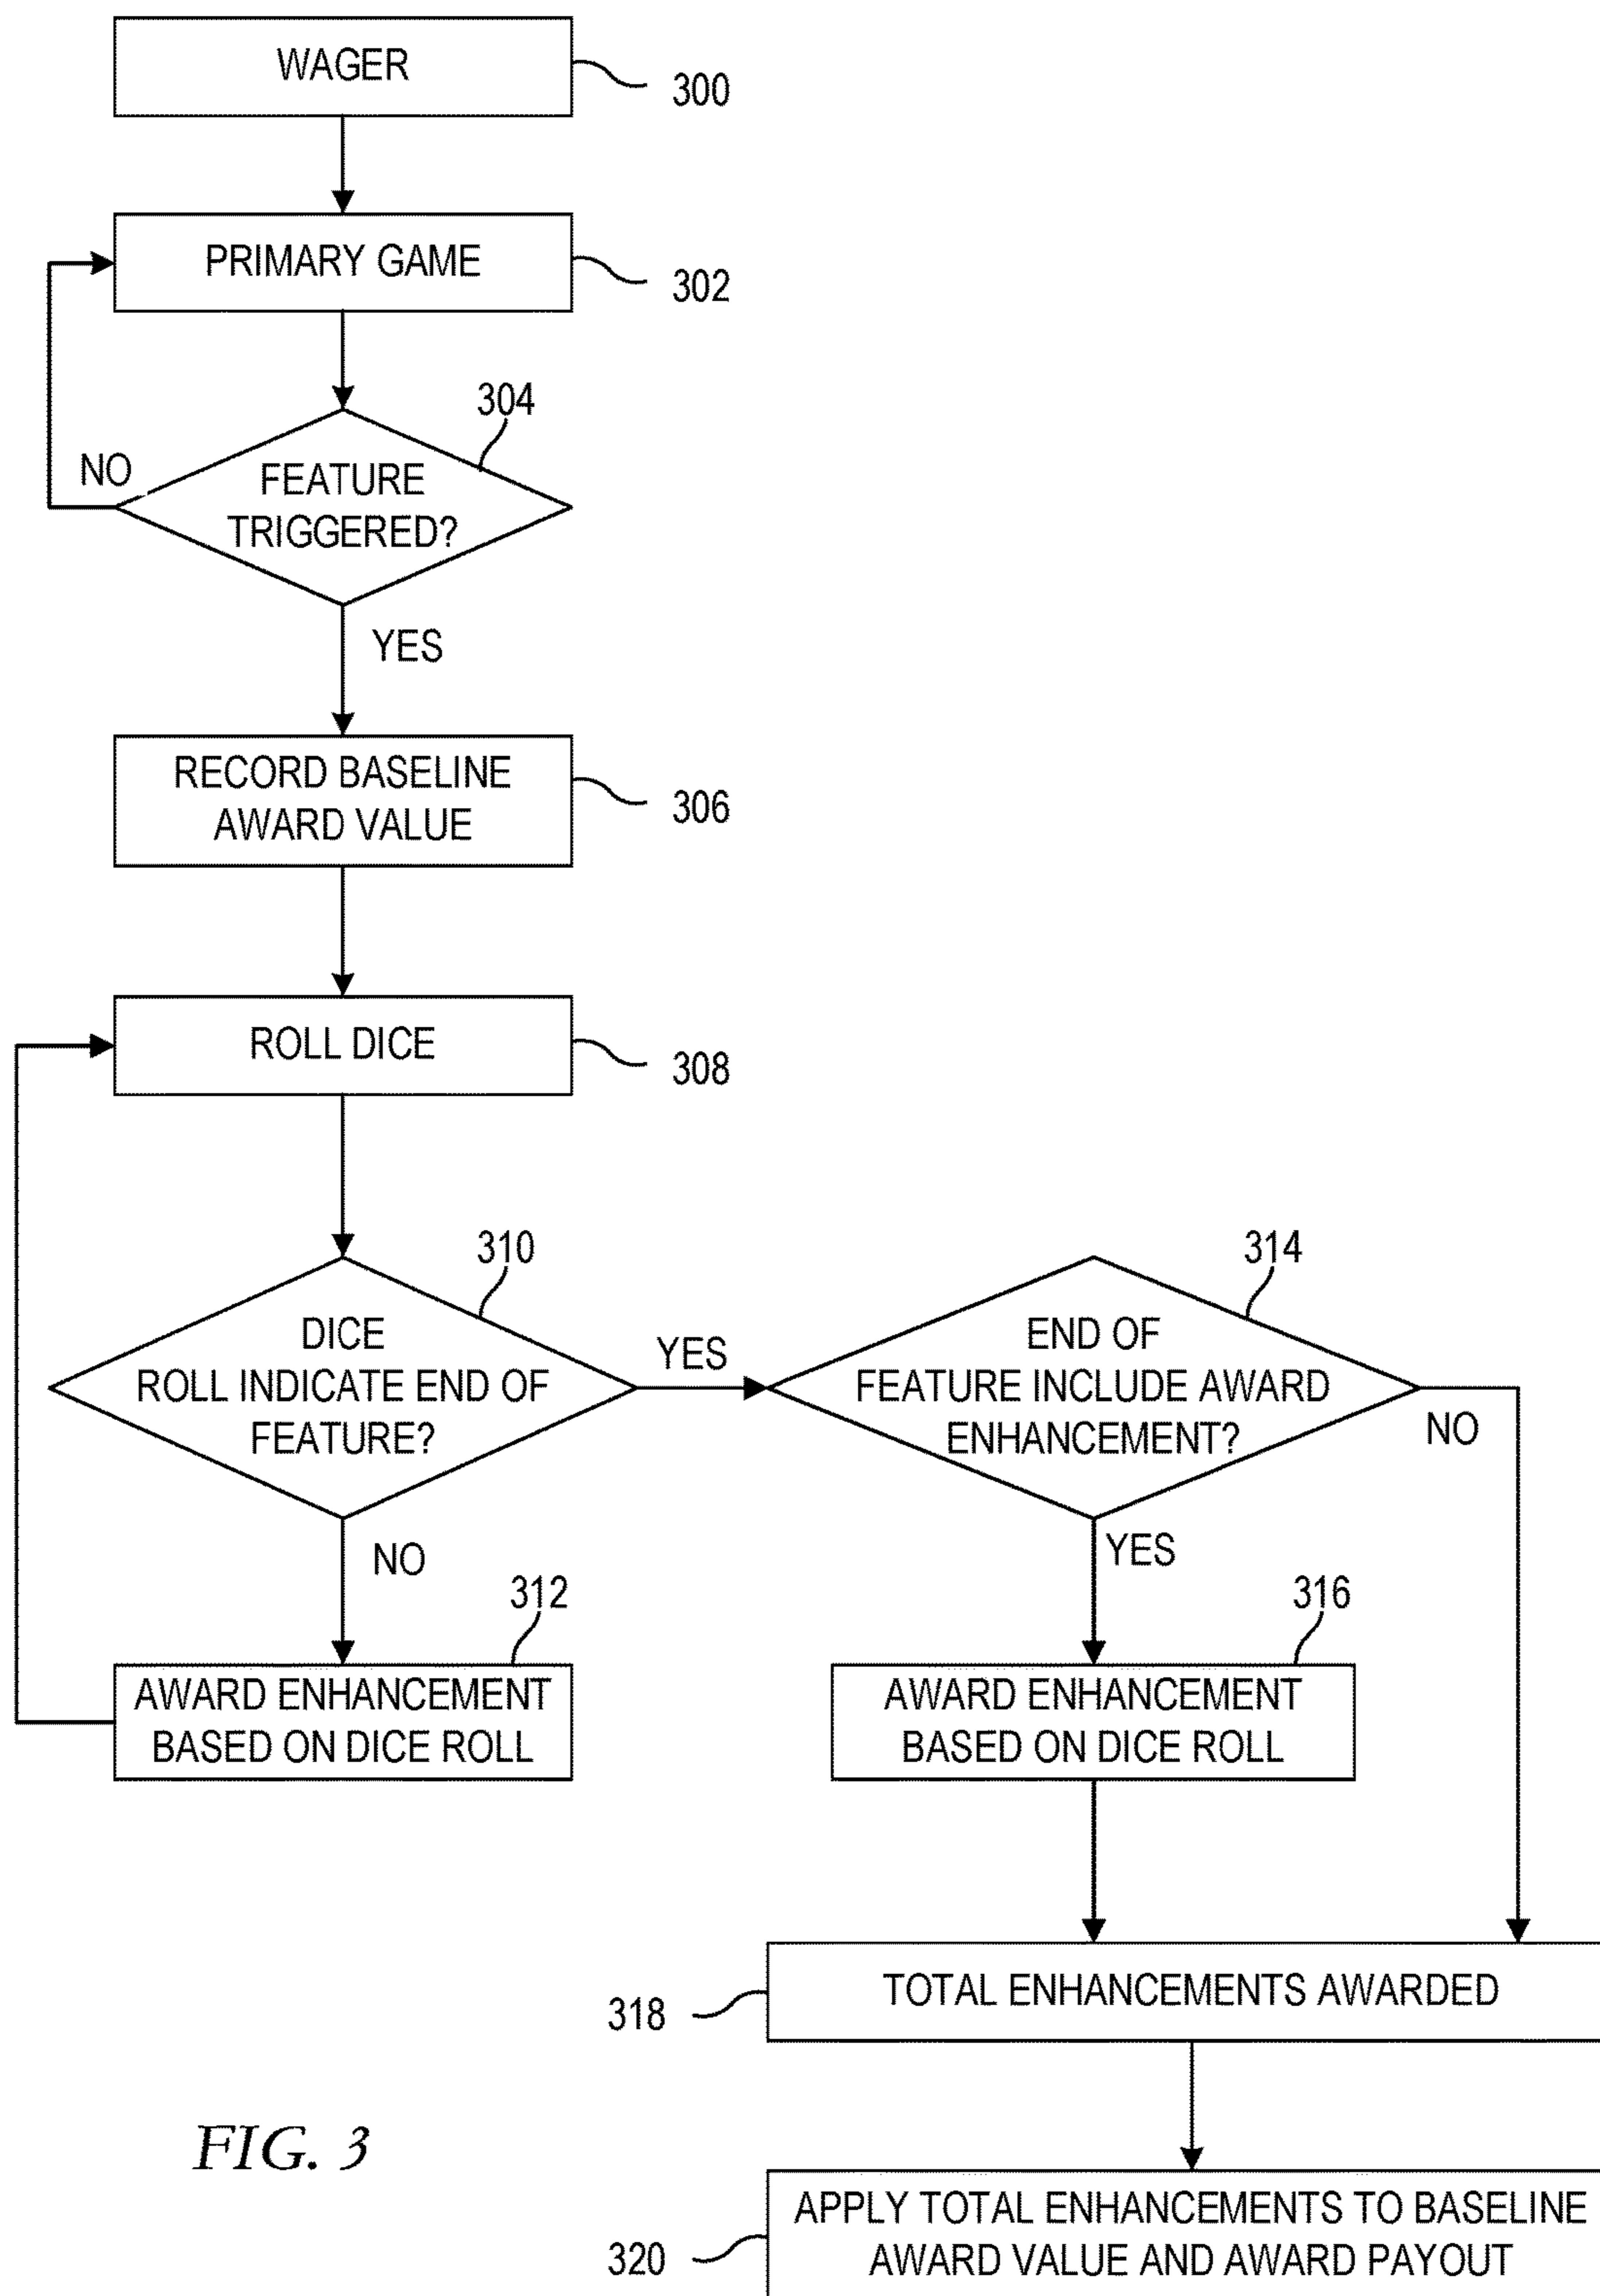 WAGER
300
PRIMARY GAME
302
304
NO
FEATURE
TRIGGERED?
YES
RECORD BASELINE
AWARD VALUE
306
ROLL DICE
308
310
DICE
ROLL INDICATE END OF
FEATURE?
YES
NO
314
END OF
FEATURE INCLUDE AWARD
ENHANCEMENT?
NO
YES
312
AWARD ENHANCEMENT
BASED ON DICE ROLL
316
AWARD ENHANCEMENT
BASED ON DICE ROLL
TOTAL ENHANCEMENTS AWARDED
318
APPLY TOTAL ENHANCEMENTS TO BASELINE
AWARD VALUE AND AWARD PAYOUT
320
FIG. 3